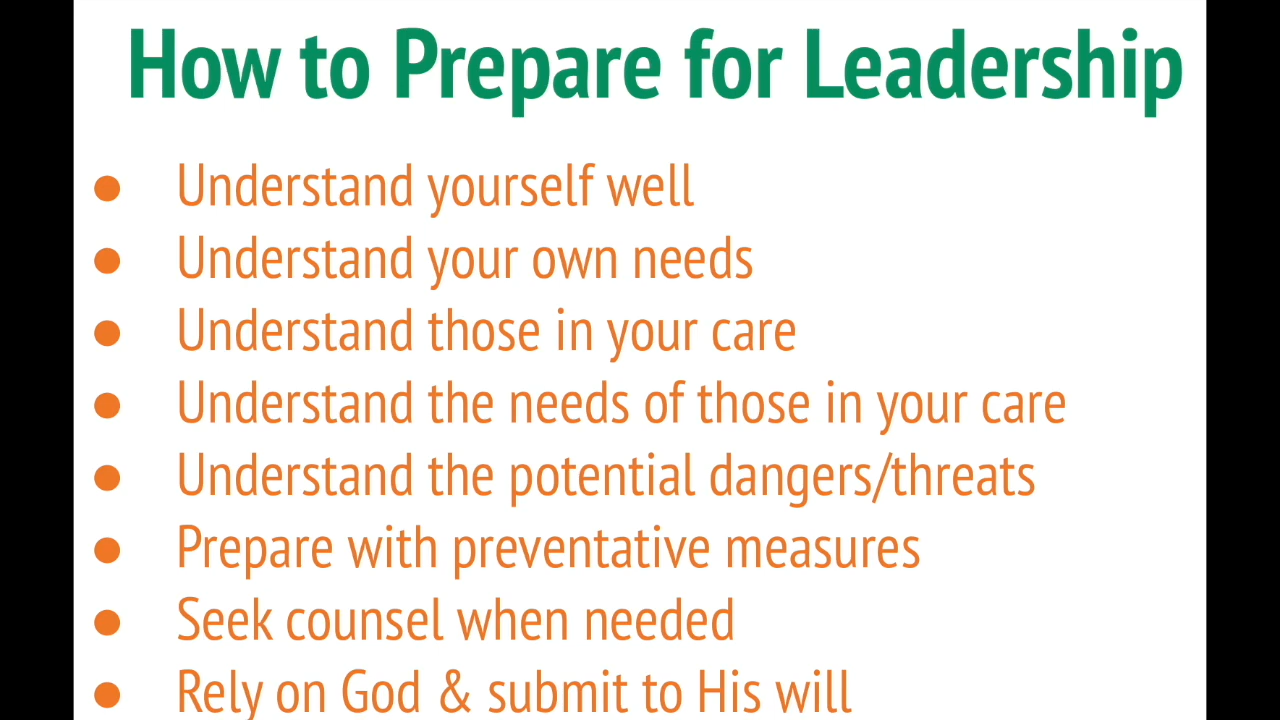 How to Prepare for Leadership
● Understand yourself well
● Understand your own needs
● Understand those in your care
● Understand the needs of those in your care
● Understand the potential dangers/threats
● Prepare with preventative measures
● Seek counsel when needed
● Rely on God & submit to His will